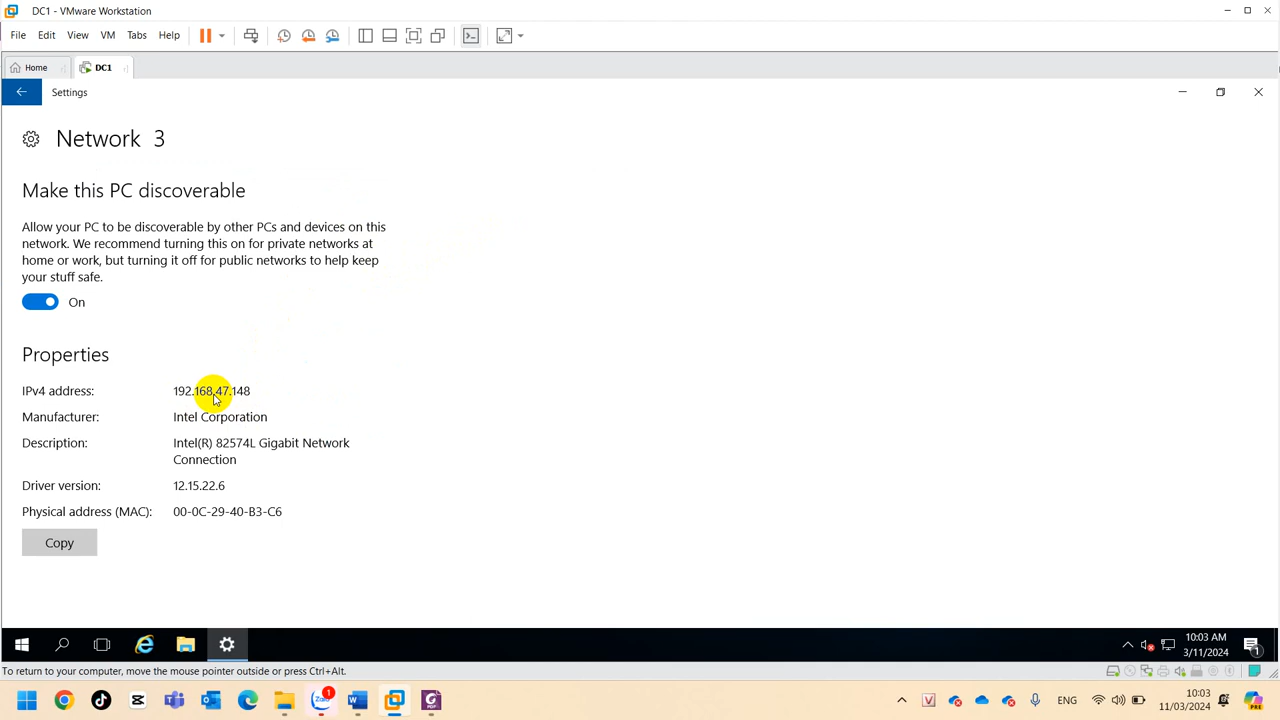 DC1 - VMware Workstation
File Edit View VM Tabs Help
Home DC1
Settings
Network 3
Make this PC discoverable
Allow your PC to be discoverable by other PCs and devices on this
network. We recommend turning this on for private networks at
home or work, but turning it off for public networks to help keep
your stuff safe.
On
Properties
IPv4 address: 192.168.47.148
Manufacturer: Intel Corporation
Description: Intel(R) 82574L Gigabit Network
Connection
Driver version: 12.15.22.6
Physical address (MAC): 00-0C-29-40-B3-C6
Copy
10:03 AM
3/11/2024
1
To return to your computer, move the mouse pointer outside or press Ctrl+Alt.
Zalo 1
V
ENG
10:03
11/03/2024
PRE